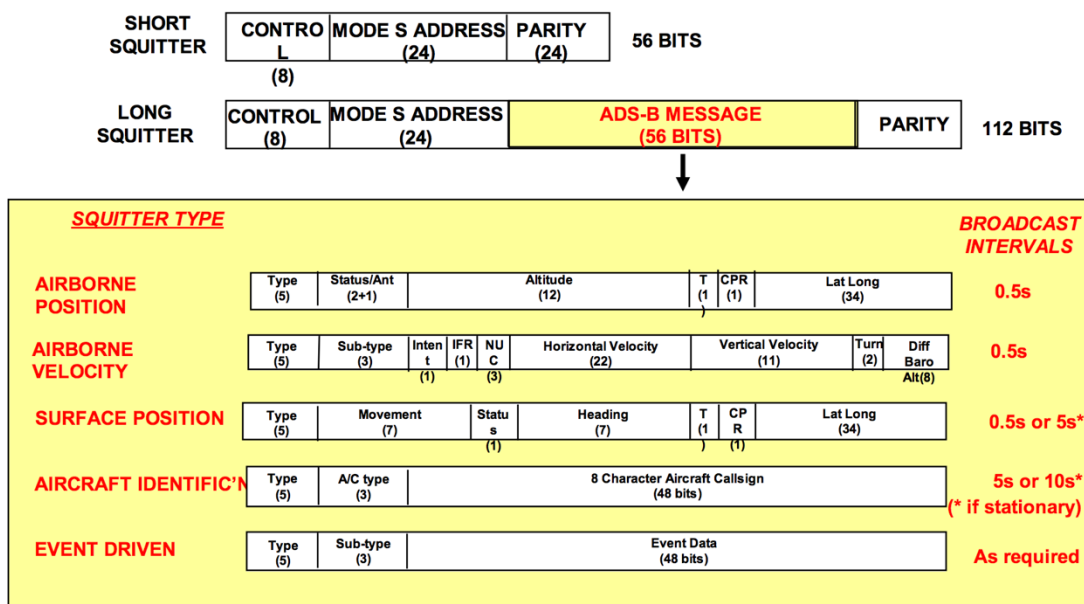 SHORT
SQUITTER
CONTRO
L
(8)
MODE S ADDRESS
(24)
PARITY
(24)
56 BITS
LONG
SQUITTER
CONTROL
(8)
MODE S ADDRESS
(24)
ADS-B MESSAGE
(56 BITS)
PARITY
112 BITS
SQUITTER TYPE
BROADCAST
INTERVALS
AIRBORNE
POSITION
Type
(5)
Status/Ant
(2+1)
Altitude
(12)
T
(1
)
CPR
(1)
Lat Long
(34)
0.5s
AIRBORNE
VELOCITY
Type
(5)
Sub-type
(3)
Inten
t
(1)
IFR
(1)
NU
C
(3)
Horizontal Velocity
(22)
Vertical Velocity
(11)
Turn
(2)
Diff
Baro
Alt(8)
0.5s
SURFACE POSITION
Type
(5)
Movement
(7)
Statu
s
(1)
Heading
(7)
T
(1
)
CP
R
(1)
Lat Long
(34)
0.5s or 5s*
AIRCRAFT IDENTIFIC'N
Type
(5)
A/C type
(3)
8 Character Aircraft Callsign
(48 bits)
5s or 10s*
(* if stationary)
EVENT DRIVEN
Type
(5)
Sub-type
(3)
Event Data
(48 bits)
As required